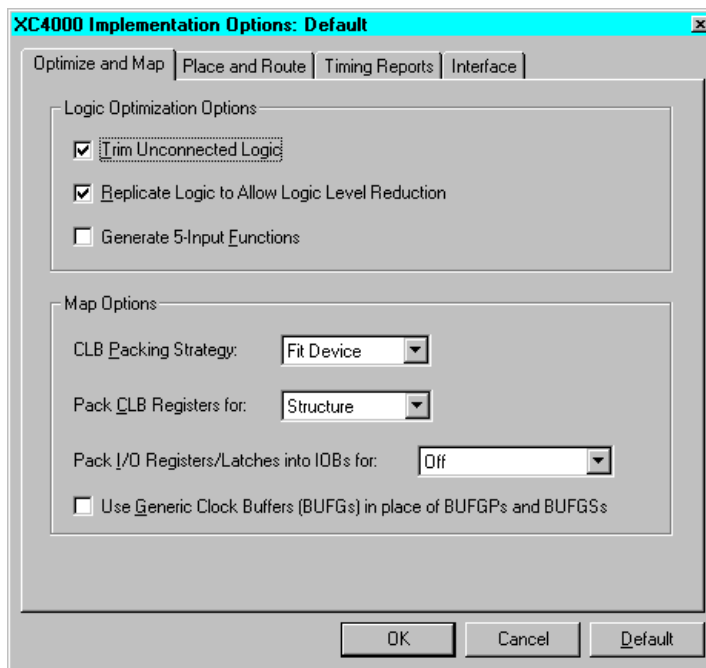 XC4000 Implementation Options: Default
Optimize and Map Place and Route Timing Reports Interface
Logic Optimization Options
Trim Unconnected Logic
Replicate Logic to Allow Logic Level Reduction
Generate 5-Input Functions
Map Options
CLB Packing Strategy: Fit Device
Pack CLB Registers for: Structure
Pack I/O Registers/Latches into IOBs for: Off
Use Generic Clock Buffers (BUFGs) in place of BUFGPs and BUFGSs
OK Cancel Default